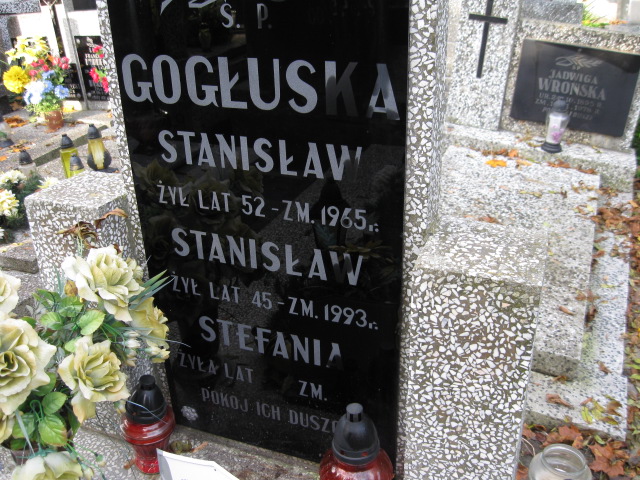 Ś. P.
GOGŁUSKA
STANISŁAW
ŻYŁ LAT 52 - ZM. 1965 r.
STANISŁAW
ŻYŁ LAT 45 - ZM. 1993 r.
STEFANIA
ŻYŁA LAT ZM.
POKÓJ ICH DUSZOM
JADWIGA
WROŃSKA